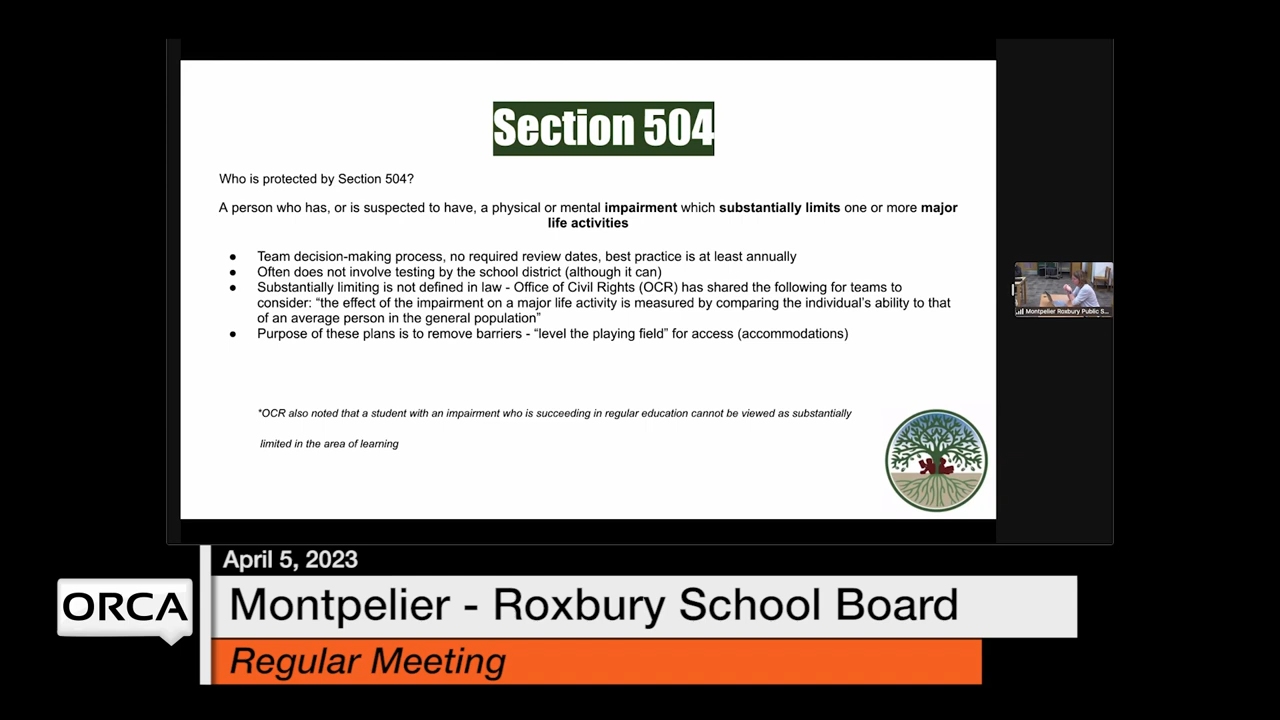 Section 504
Who is protected by Section 504?
A person who has, or is suspected to have, a physical or mental impairment which substantially limits one or more major
life activities
● Team decision-making process, no required review dates, best practice is at least annually
● Often does not involve testing by the school district (although it can)
● Substantially limiting is not defined in law - Office of Civil Rights (OCR) has shared the following for teams to
consider: “the effect of the impairment on a major life activity is measured by comparing the individual’s ability to that
of an average person in the general population”
● Purpose of these plans is to remove barriers - “level the playing field” for access (accommodations)
*OCR also noted that a student with an impairment who is succeeding in regular education cannot be viewed as substantially
limited in the area of learning
Montpelier Roxbury Public S...
April 5, 2023
ORCA
Montpelier - Roxbury School Board
Regular Meeting